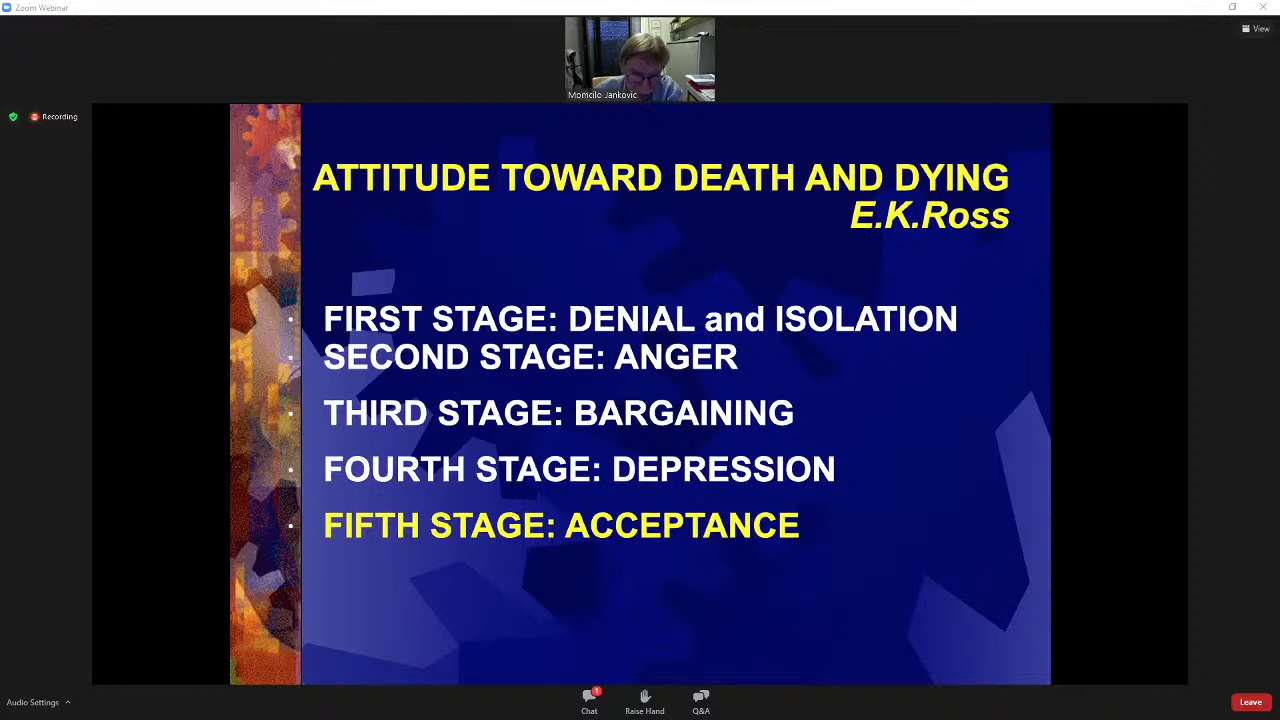 Zoom Webinar
View
Momcilo Jankovic
Recording
ATTITUDE TOWARD DEATH AND DYING
E.K.Ross
· FIRST STAGE: DENIAL and ISOLATION
· SECOND STAGE: ANGER
· THIRD STAGE: BARGAINING
· FOURTH STAGE: DEPRESSION
· FIFTH STAGE: ACCEPTANCE
Audio Settings
1
Chat
Raise Hand
Q&A
Leave